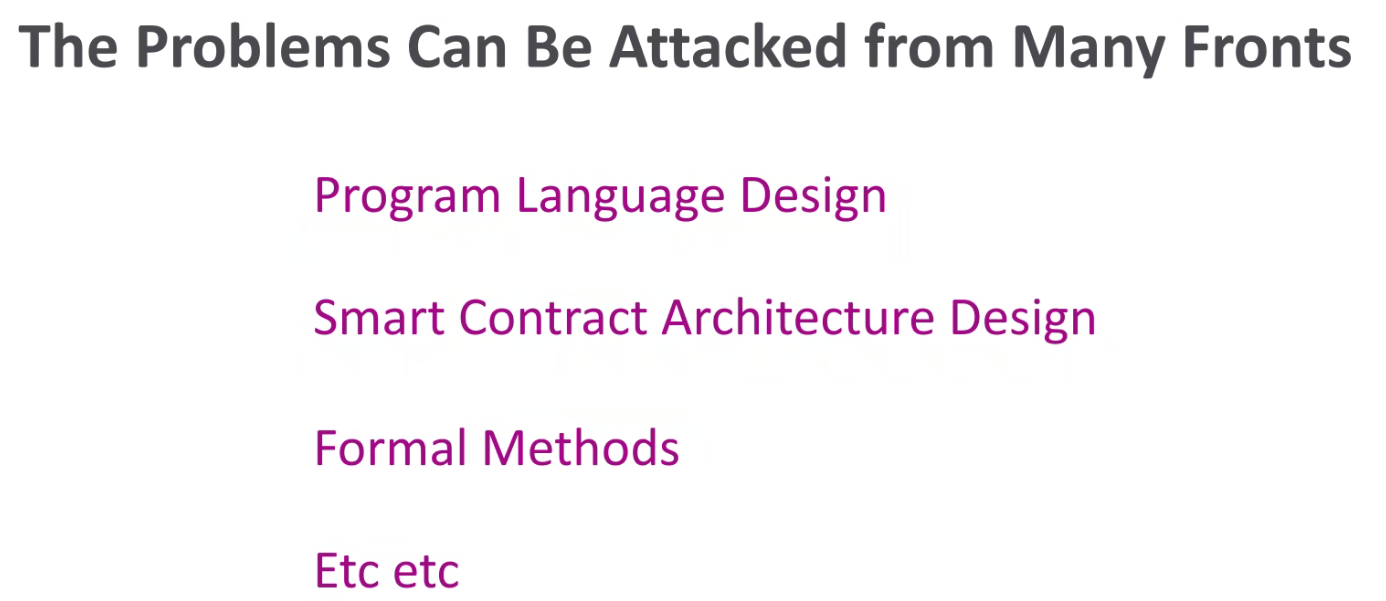 The Problems Can Be Attacked from Many Fronts
Program Language Design
Smart Contract Architecture Design
Formal Methods
Etc etc